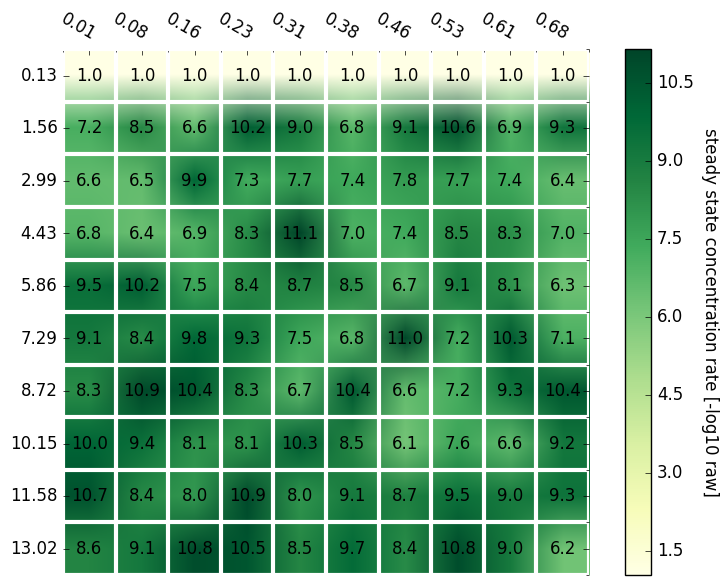 0.01 0.08 0.16 0.23 0.31 0.38 0.46 0.53 0.61 0.68
0.13 1.0 1.0 1.0 1.0 1.0 1.0 1.0 1.0 1.0 1.0
1.56 7.2 8.5 6.6 10.2 9.0 6.8 9.1 10.6 6.9 9.3
2.99 6.6 6.5 9.9 7.3 7.7 7.4 7.8 7.7 7.4 6.4
4.43 6.8 6.4 6.9 8.3 11.1 7.0 7.4 8.5 8.3 7.0
5.86 9.5 10.2 7.5 8.4 8.7 8.5 6.7 9.1 8.1 6.3
7.29 9.1 8.4 9.8 9.3 7.5 6.8 11.0 7.2 10.3 7.1
8.72 8.3 10.9 10.4 8.3 6.7 10.4 6.6 7.2 9.3 10.4
10.15 10.0 9.4 8.1 8.1 10.3 8.5 6.1 7.6 6.6 9.2
11.58 10.7 8.4 8.0 10.9 8.0 9.1 8.7 9.5 9.0 9.3
13.02 8.6 9.1 10.8 10.5 8.5 9.7 8.4 10.8 9.0 6.2
10.5
9.0
7.5
6.0
4.5
3.0
1.5
steady state concentration rate [-log10 raw]